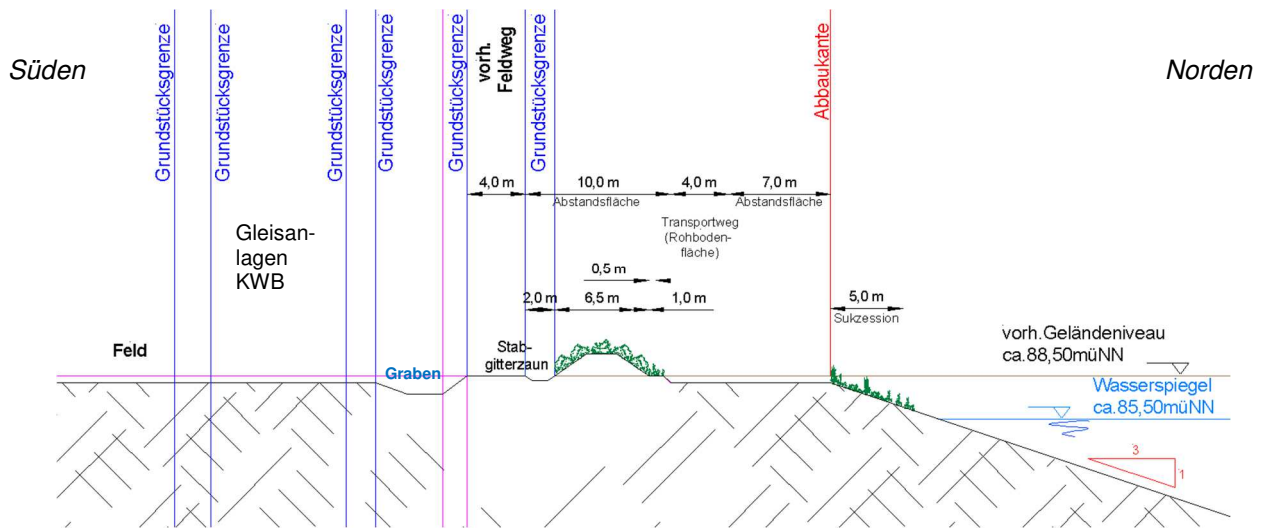 Süden
Norden
Grundstücksgrenze
Grundstücksgrenze
Grundstücksgrenze
Grundstücksgrenze
Grundstücksgrenze
vorh.
Feldweg
Grundstücksgrenze
Abbaukante
4,0 m
10,0 m
4,0 m
7,0 m
Abstandsfläche
Abstandsfläche
Transportweg
(Rohboden-
fläche)
Gleisan-
lagen
KWB
0,5 m
2,0 m
6,5 m
1,0 m
5,0 m
Sukzession
Feld
Graben
Stab-
gitterzaun
vorh.Geländeniveau
ca.88,50müNN
Wasserspiegel
ca.85,50müNN
3
1